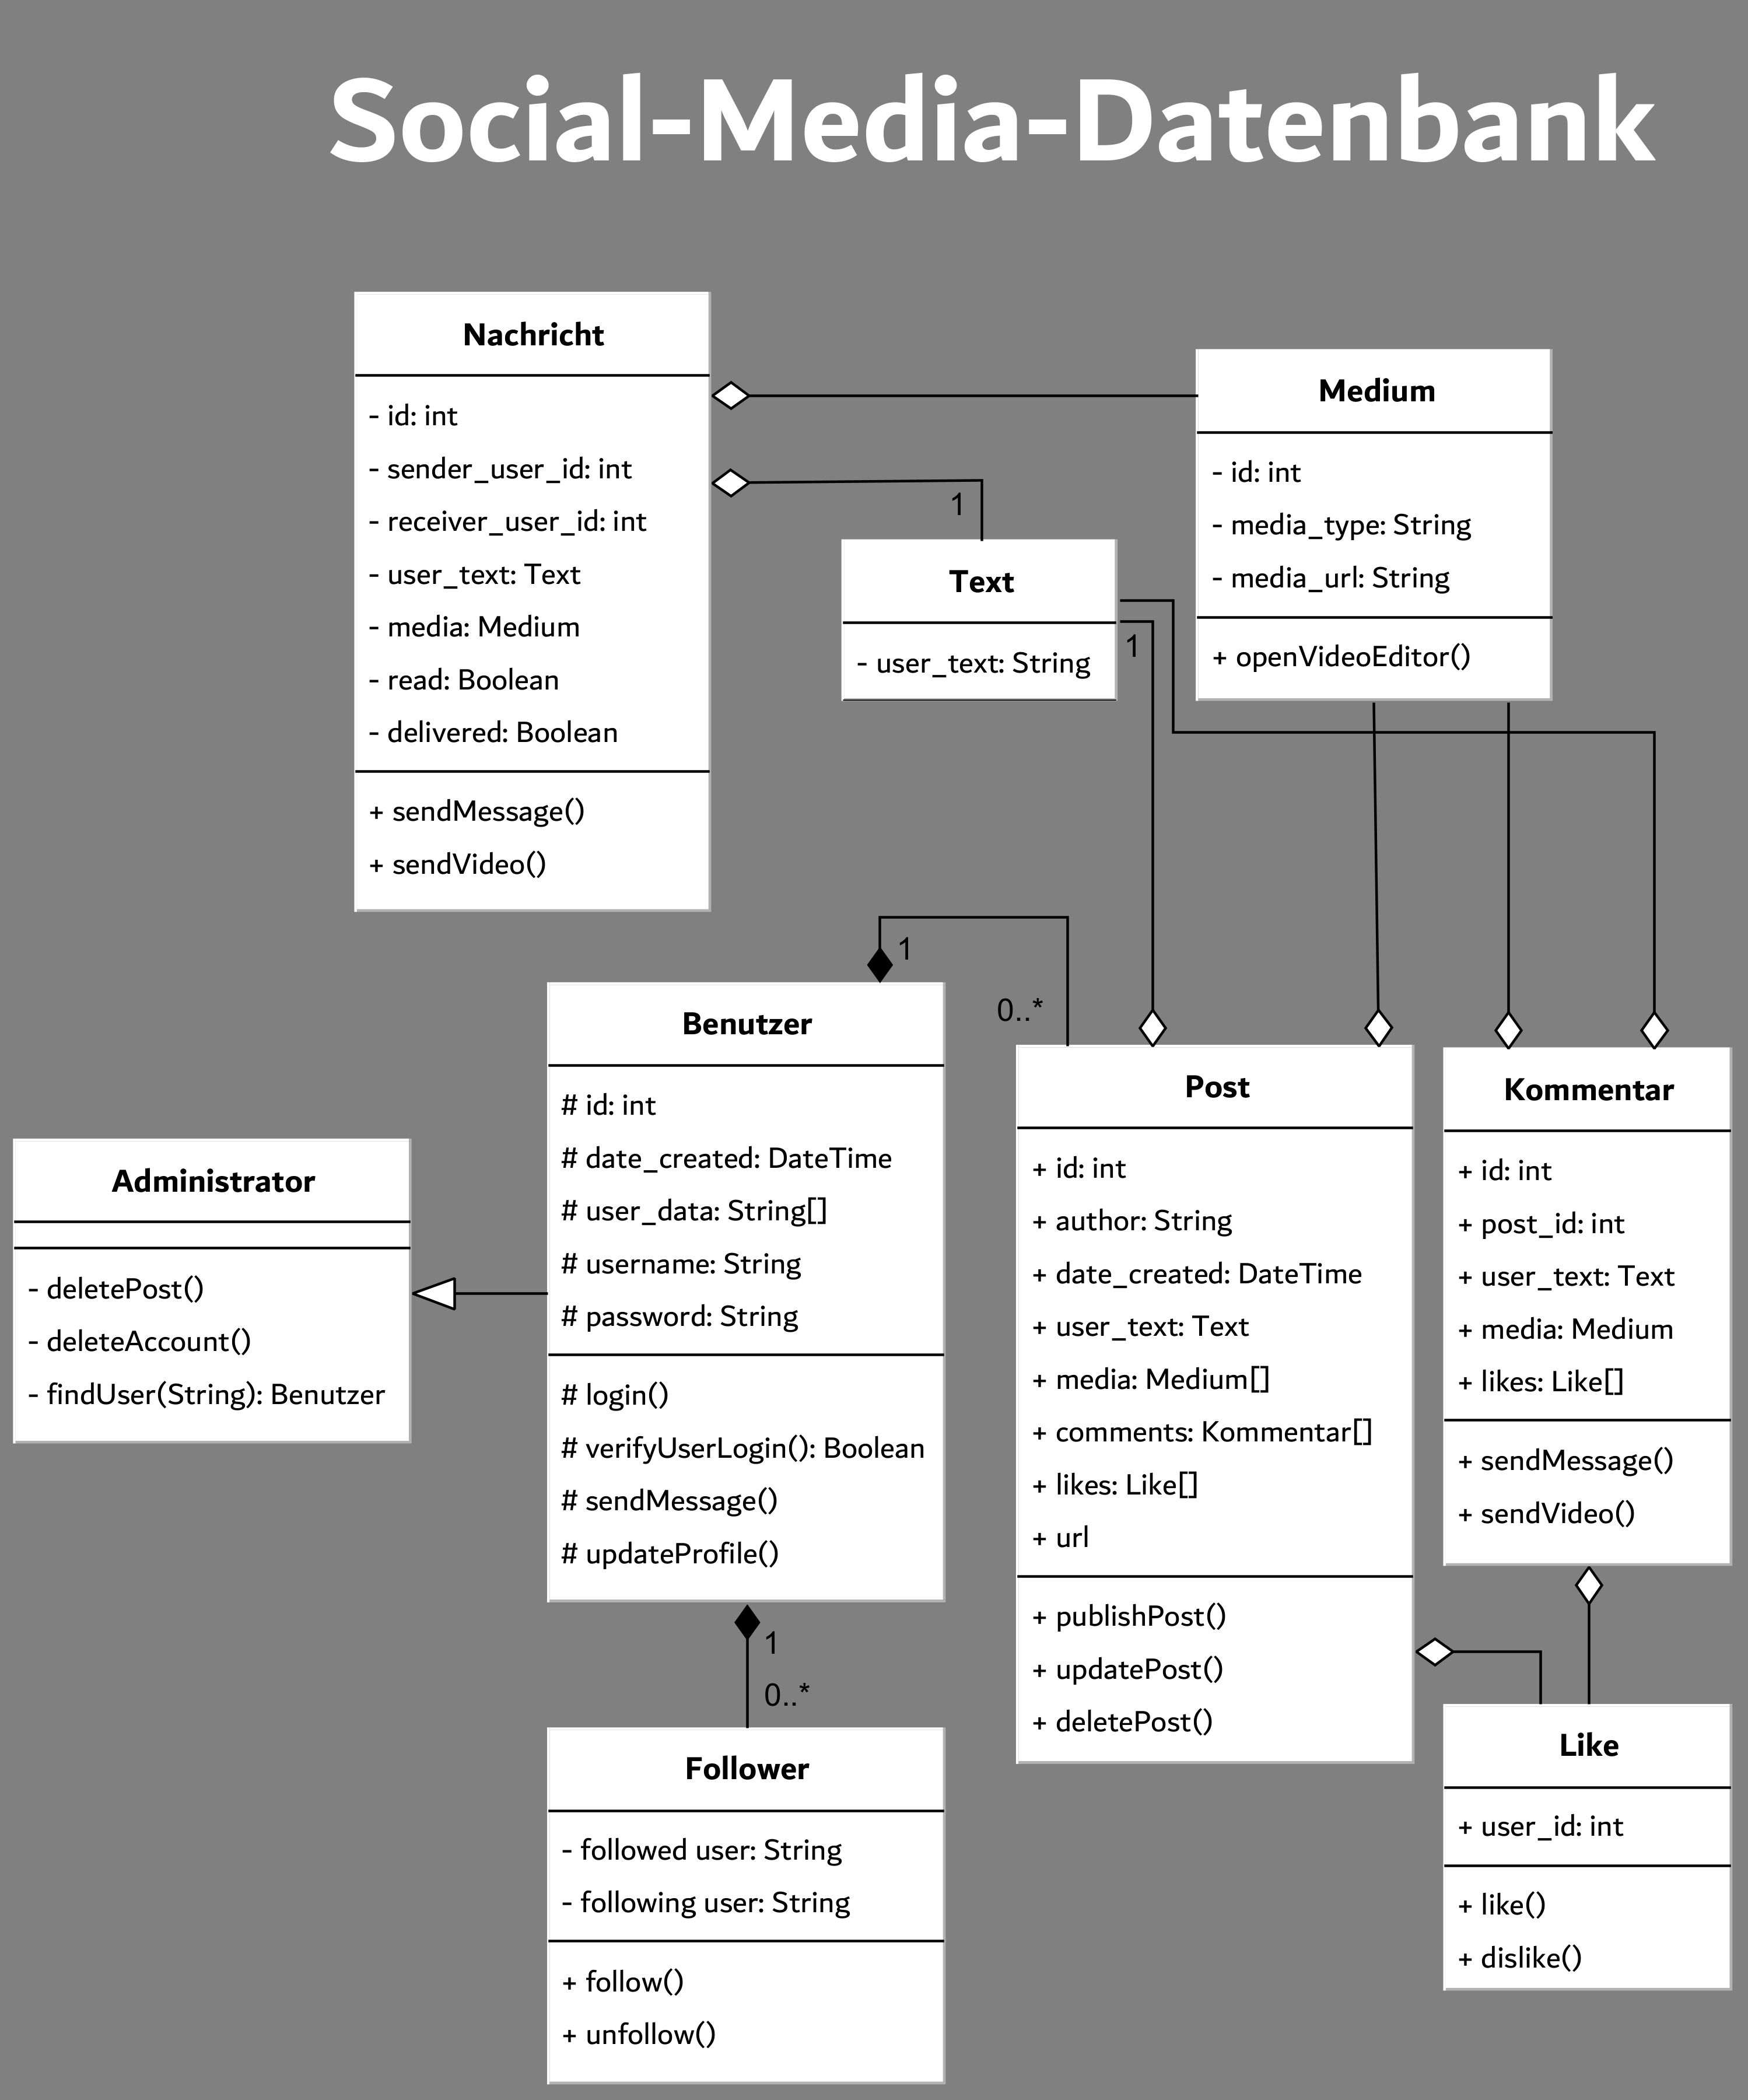 Social-Media-Datenbank
Nachricht
- id: int
- sender_user_id: int
- receiver_user_id: int
- user_text: Text
- media: Medium
- read: Boolean
- delivered: Boolean
+ sendMessage()
+ sendVideo()
Medium
- id: int
- media_type: String
- media_url: String
+ openVideoEditor()
1
Text
- user_text: String
1
1
0..*
Benutzer
# id: int
# date_created: DateTime
# user_data: String[]
# username: String
# password: String
# login()
# verifyUserLogin(): Boolean
# sendMessage()
# updateProfile()
Administrator
- deletePost()
- deleteAccount()
- findUser(String): Benutzer
Post
+ id: int
+ author: String
+ date_created: DateTime
+ user_text: Text
+ media: Medium[]
+ comments: Kommentar[]
+ likes: Like[]
+ url
+ publishPost()
+ updatePost()
+ deletePost()
Kommentar
+ id: int
+ post_id: int
+ user_text: Text
+ media: Medium
+ likes: Like[]
+ sendMessage()
+ sendVideo()
1
0..*
Follower
- followed user: String
- following user: String
+ follow()
+ unfollow()
Like
+ user_id: int
+ like()
+ dislike()